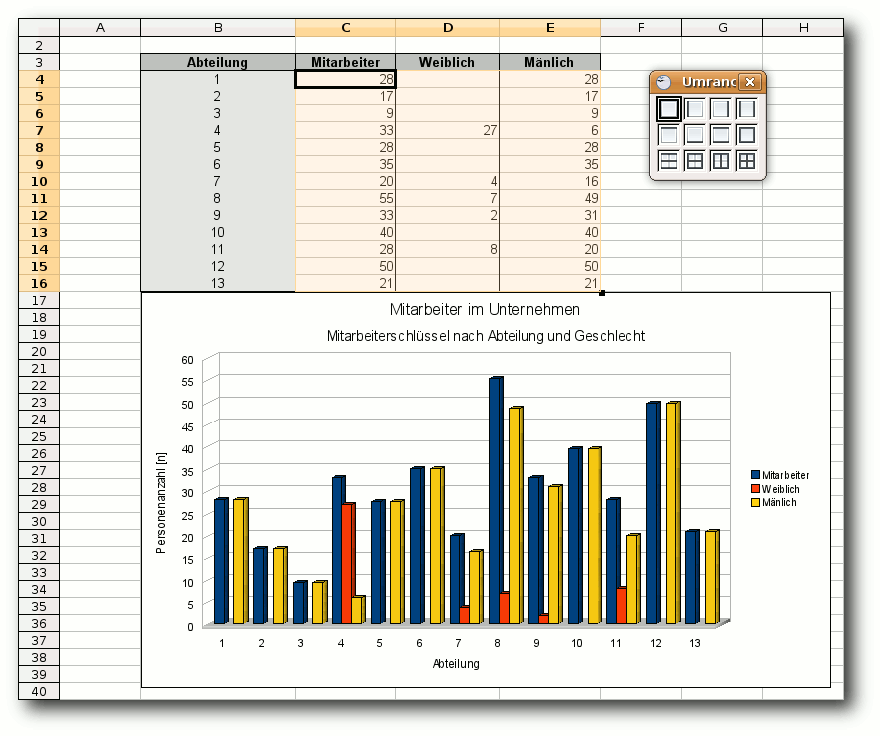 A B C D E F G H
2
3 Abteilung Mitarbeiter Weiblich Mänlich
4 1 28 28
5 2 17 17
6 3 9 9
7 4 33 27 6
8 5 28 28
9 6 35 35
10 7 20 4 16
11 8 55 7 49
12 9 33 2 31
13 10 40 40
14 11 28 8 20
15 12 50 50
16 13 21 21
Umranc
17
18
19
20
21
22
23
24
25
26
27
28
29
30
31
32
33
34
35
36
37
38
39
40
Mitarbeiter im Unternehmen
Mitarbeiterschlüssel nach Abteilung und Geschlecht
Personenanzahl [n]
60
55
50
45
40
35
30
25
20
15
10
5
0
1 2 3 4 5 6 7 8 9 10 11 12 13
Abteilung
Mitarbeiter
Weiblich
Mänlich